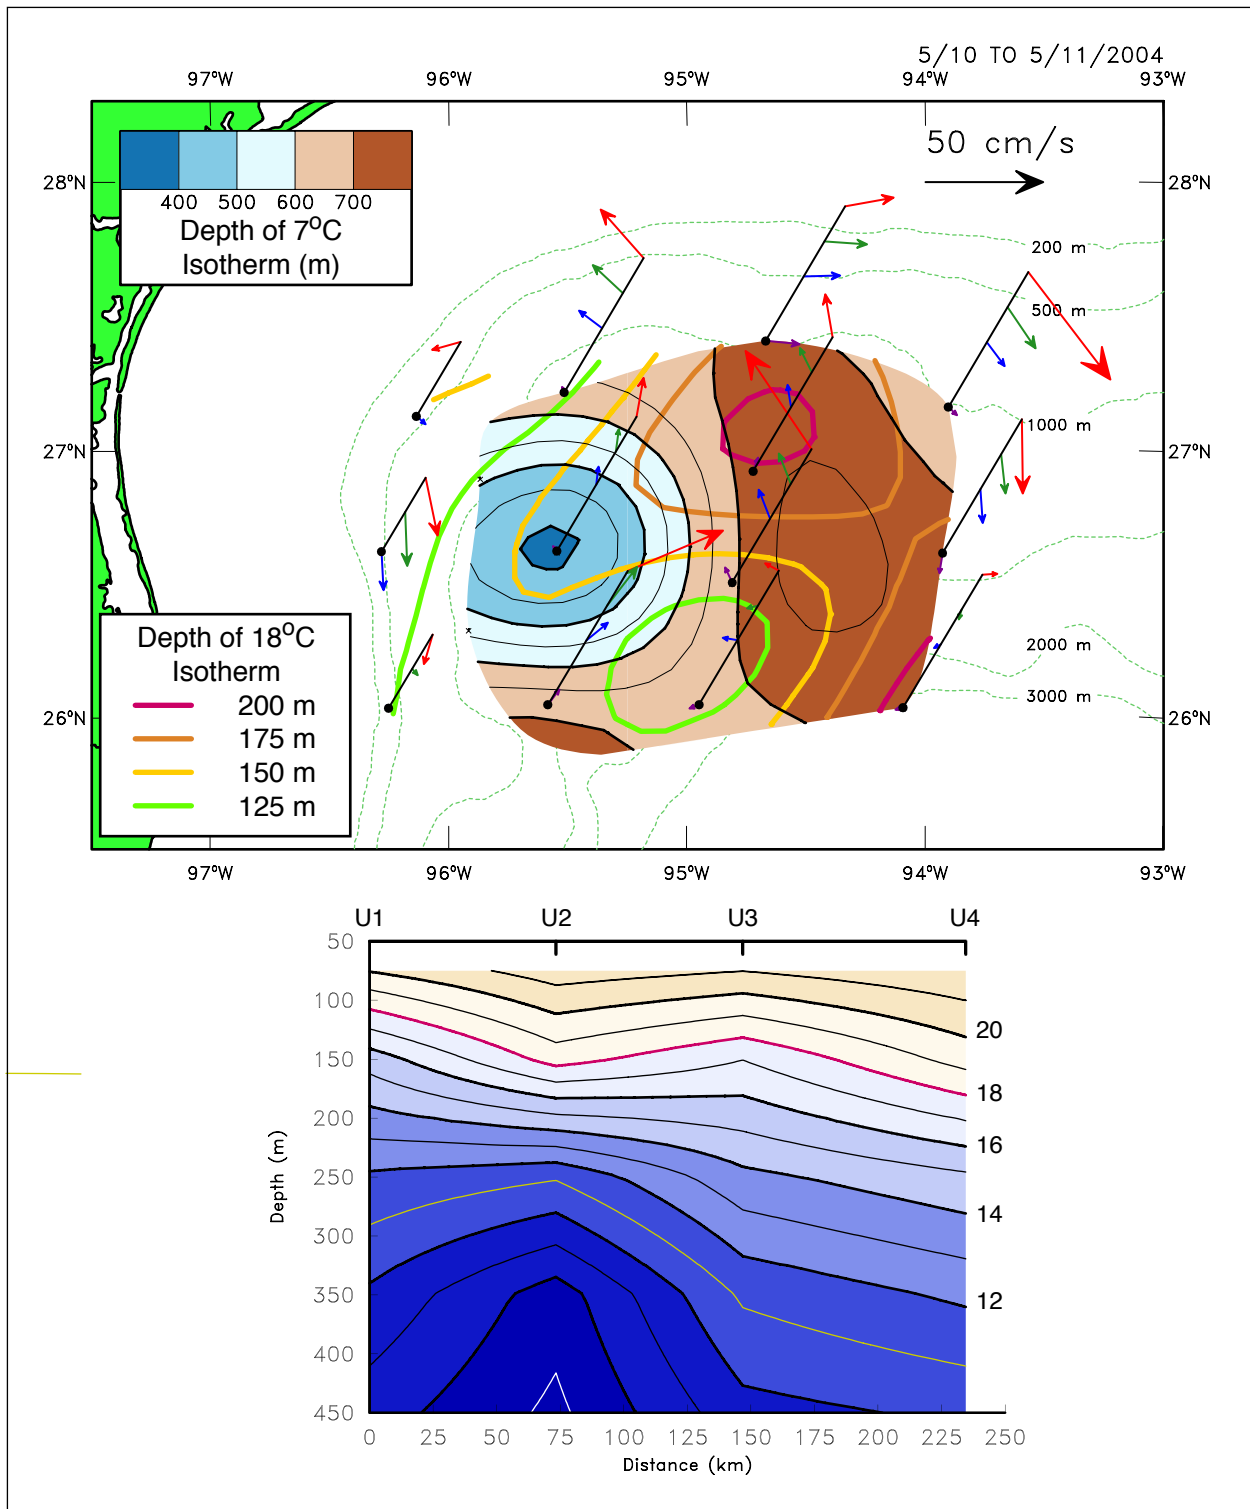 5/10 TO 5/11/2004
97°W 96°W 95°W 94°W 93°W
50 cm/s
28°N 28°N
400 500 600 700
Depth of 7°C
Isotherm (m)
200 m
500 m
27°N 27°N
1000 m
Depth of 18°C
Isotherm
200 m
175 m
150 m
125 m
2000 m
3000 m
26°N 26°N
97°W 96°W 95°W 94°W 93°W
U1 U2 U3 U4
50
100
150
200
250
300
350
400
450
Depth (m)
20
18
16
14
12
0 25 50 75 100 125 150 175 200 225 250
Distance (km)